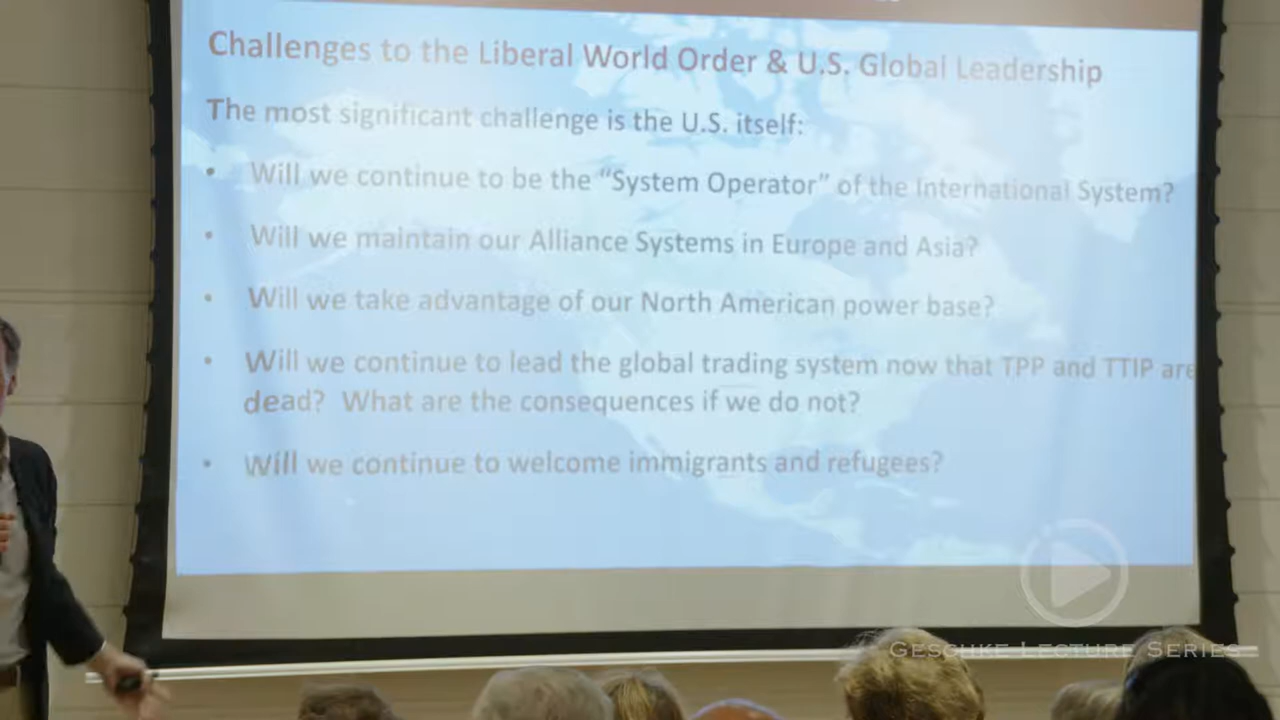 Challenges to the Liberal World Order & U.S. Global Leadership
The most significant challenge is the U.S. itself:
• Will we continue to be the “System Operator” of the International System?
• Will we maintain our Alliance Systems in Europe and Asia?
• Will we take advantage of our North American power base?
• Will we continue to lead the global trading system now that TPP and TTIP are
dead? What are the consequences if we do not?
• Will we continue to welcome immigrants and refugees?
Geschke Lecture Series